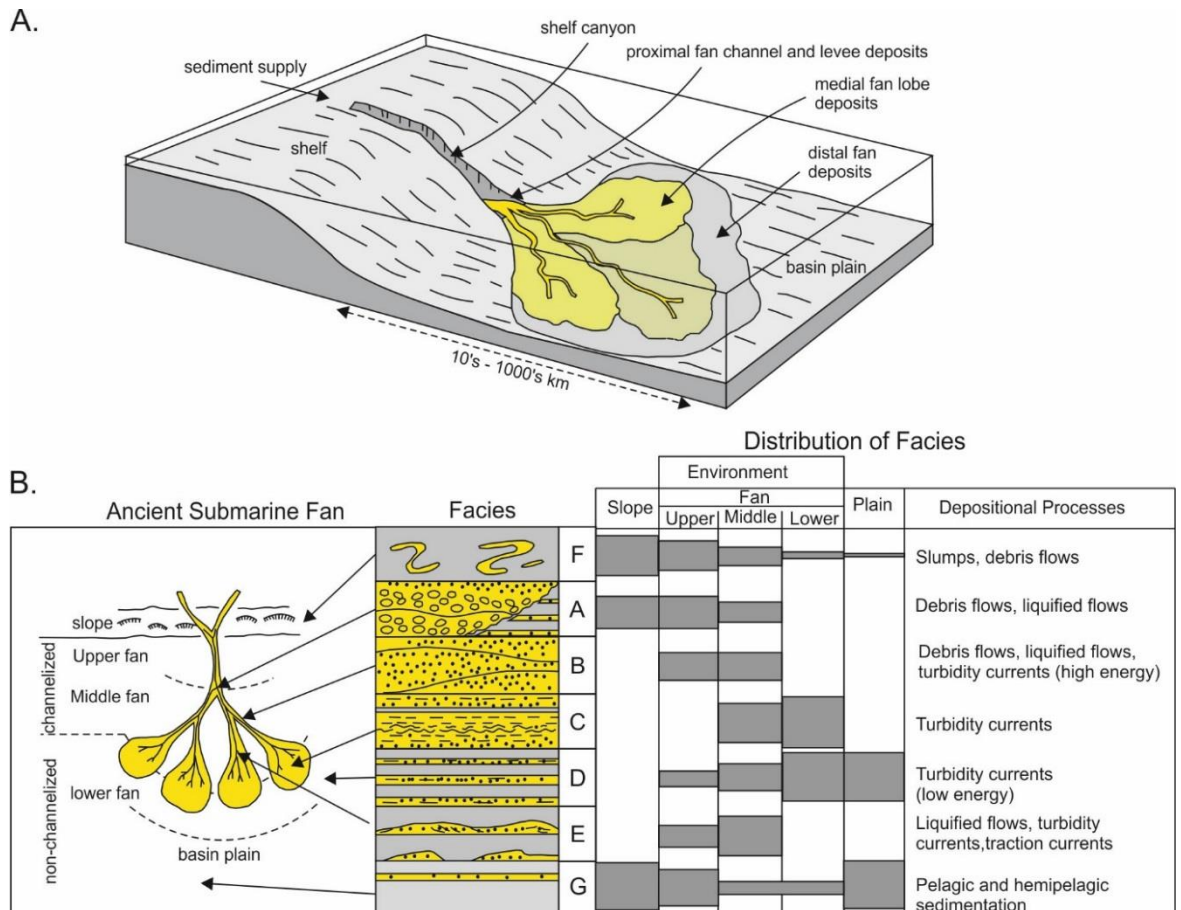 A.
shelf canyon
proximal fan channel and levee deposits
sediment supply
medial fan lobe
deposits
shelf
distal fan
deposits
basin plain
10's - 1000's km
Distribution of Facies
B.
Environment
Ancient Submarine Fan
Facies
Slope
Fan
Plain
Depositional Processes
Upper
Middle
Lower
F
Slumps, debris flows
A
Debris flows, liquified flows
slope
Upper fan
B
Debris flows, liquified flows,
turbidity currents (high energy)
channelized
Middle fan
C
Turbidity currents
D
Turbidity currents
(low energy)
lower fan
non-channelized
E
Liquified flows, turbidity
currents,traction currents
basin plain
G
Pelagic and hemipelagic
sedimentation